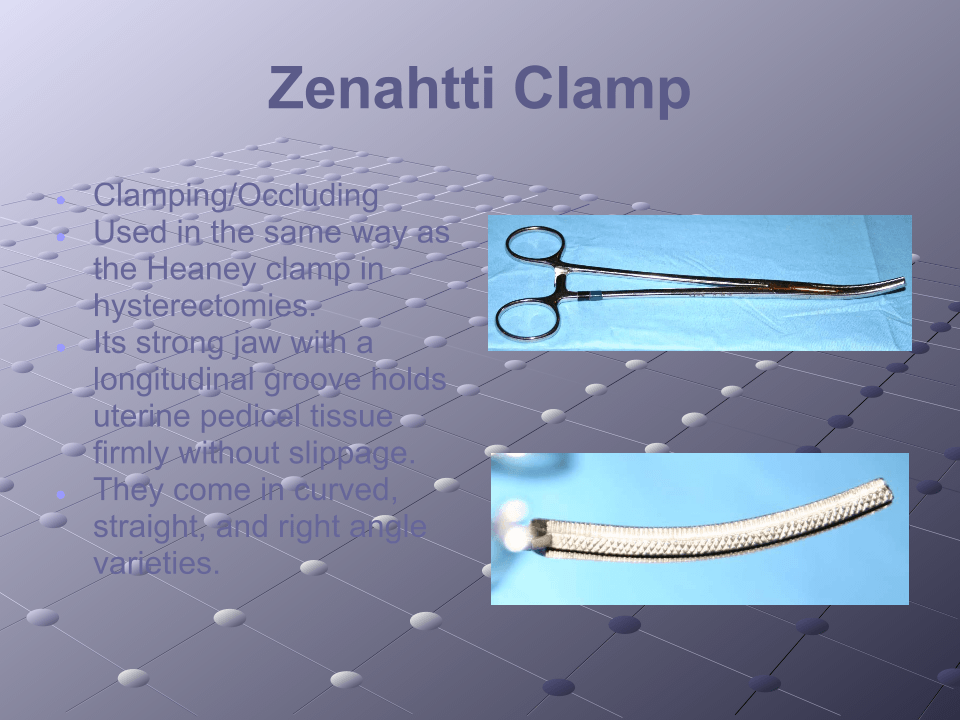 Zenahtti Clamp
Clamping/Occluding
Used in the same way as
the Heaney clamp in
hysterectomies.
Its strong jaw with a
longitudinal groove holds
uterine pedicel tissue
firmly without slippage.
They come in curved,
straight, and right angle
varieties.